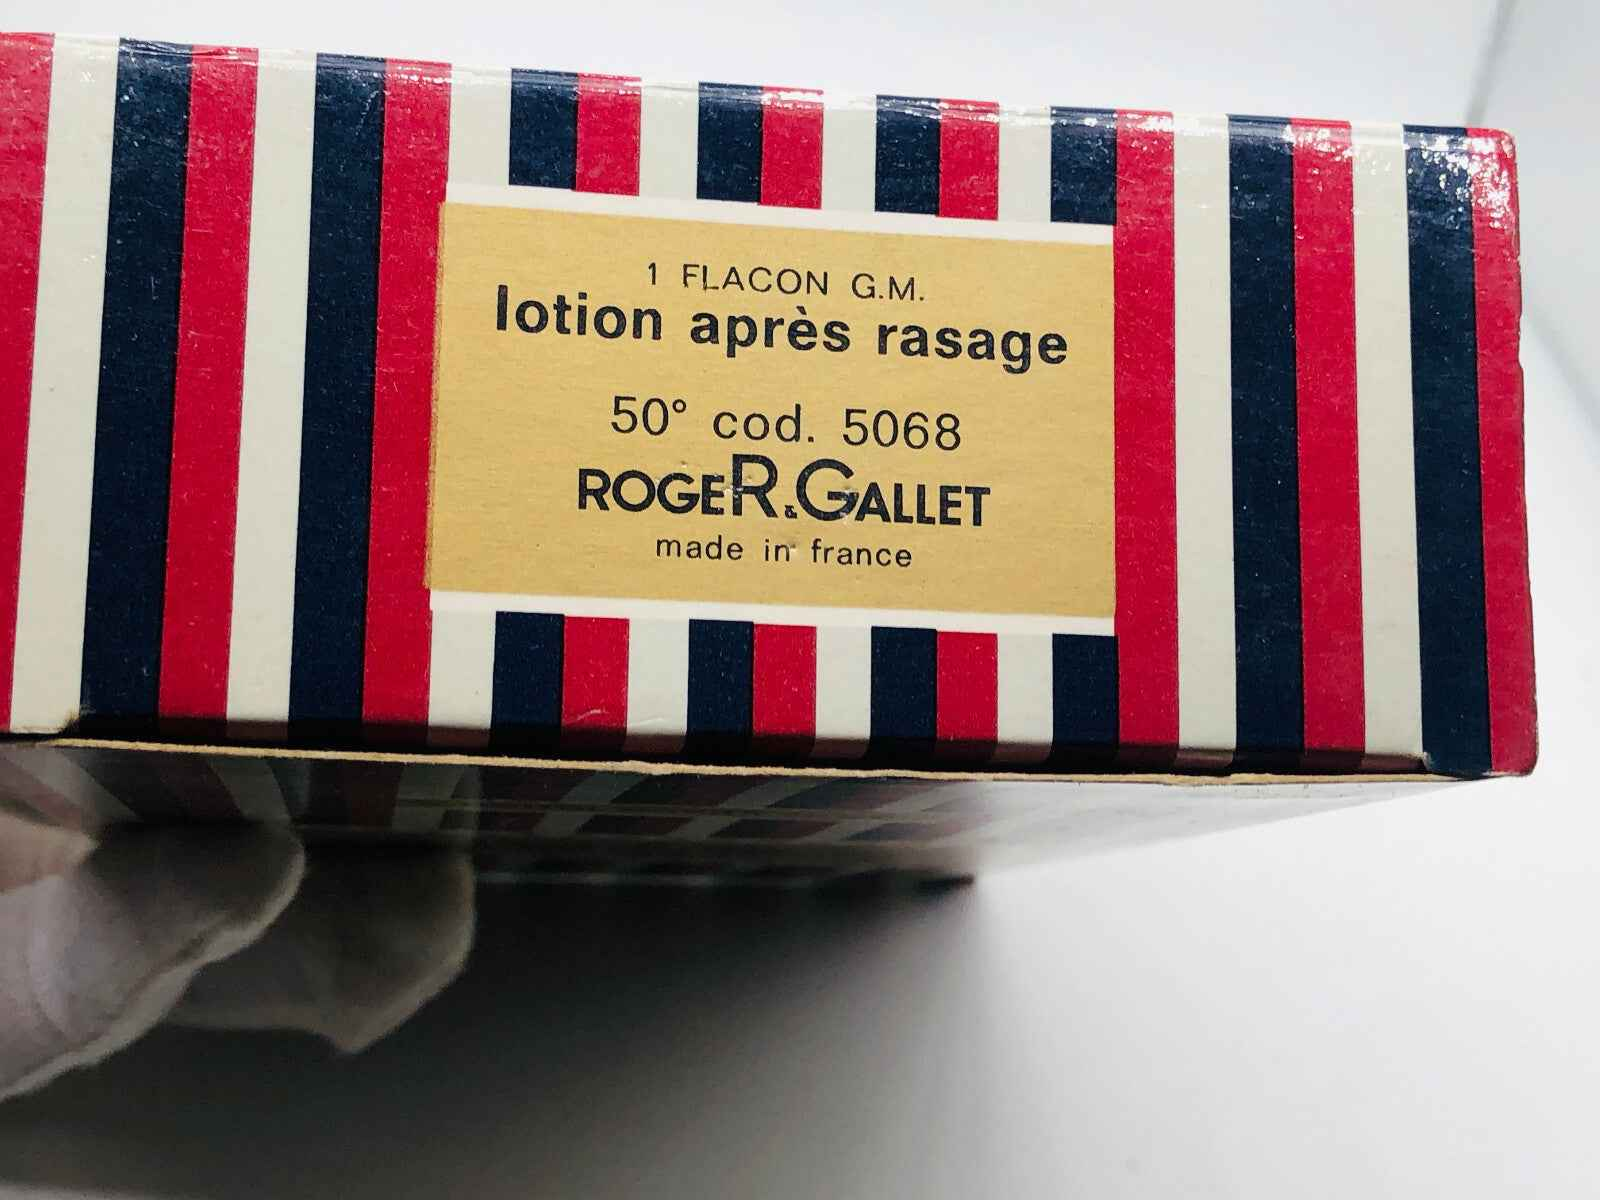 1 FLACON G.M.
lotion après rasage
50° cod. 5068
ROGER & GALLET
made in france